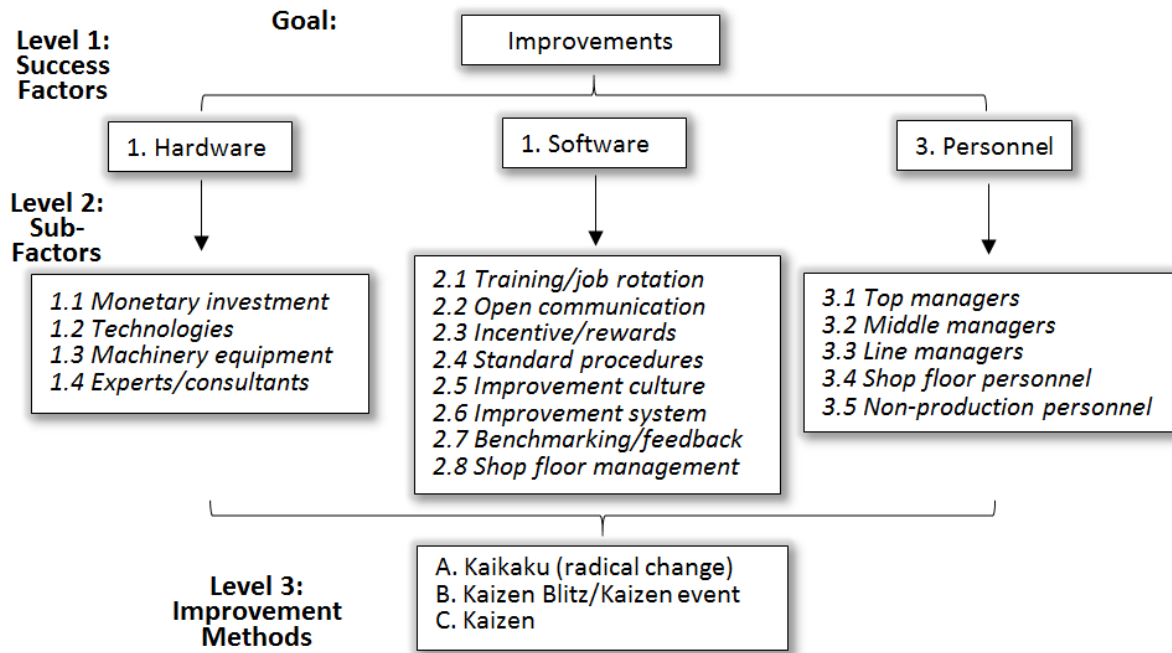 Goal:
Improvements
Level 1:
Success
Factors
1. Hardware
1. Software
3. Personnel
Level 2:
Sub-
Factors
1.1 Monetary investment
1.2 Technologies
1.3 Machinery equipment
1.4 Experts/consultants
2.1 Training/job rotation
2.2 Open communication
2.3 Incentive/rewards
2.4 Standard procedures
2.5 Improvement culture
2.6 Improvement system
2.7 Benchmarking/feedback
2.8 Shop floor management
3.1 Top managers
3.2 Middle managers
3.3 Line managers
3.4 Shop floor personnel
3.5 Non-production personnel
Level 3:
Improvement
Methods
A. Kaikaku (radical change)
B. Kaizen Blitz/Kaizen event
C. Kaizen